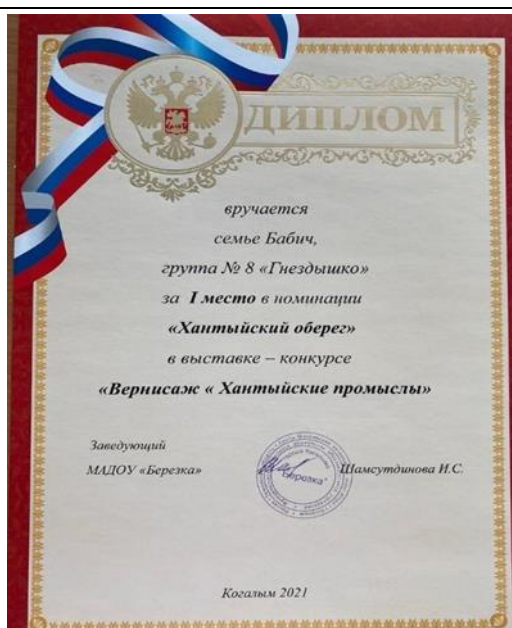 ДИПЛОМ
вручается
семье Бабич,
группа № 8 «Гнездышко»
за I место в номинации
«Хантыйский оберег»
в выставке – конкурсе
«Вернисаж « Хантыйские промыслы»
Заведующий
МАДОУ «Березка»
"Березка"
Шамсутдинова И.С.
Когалым 2021